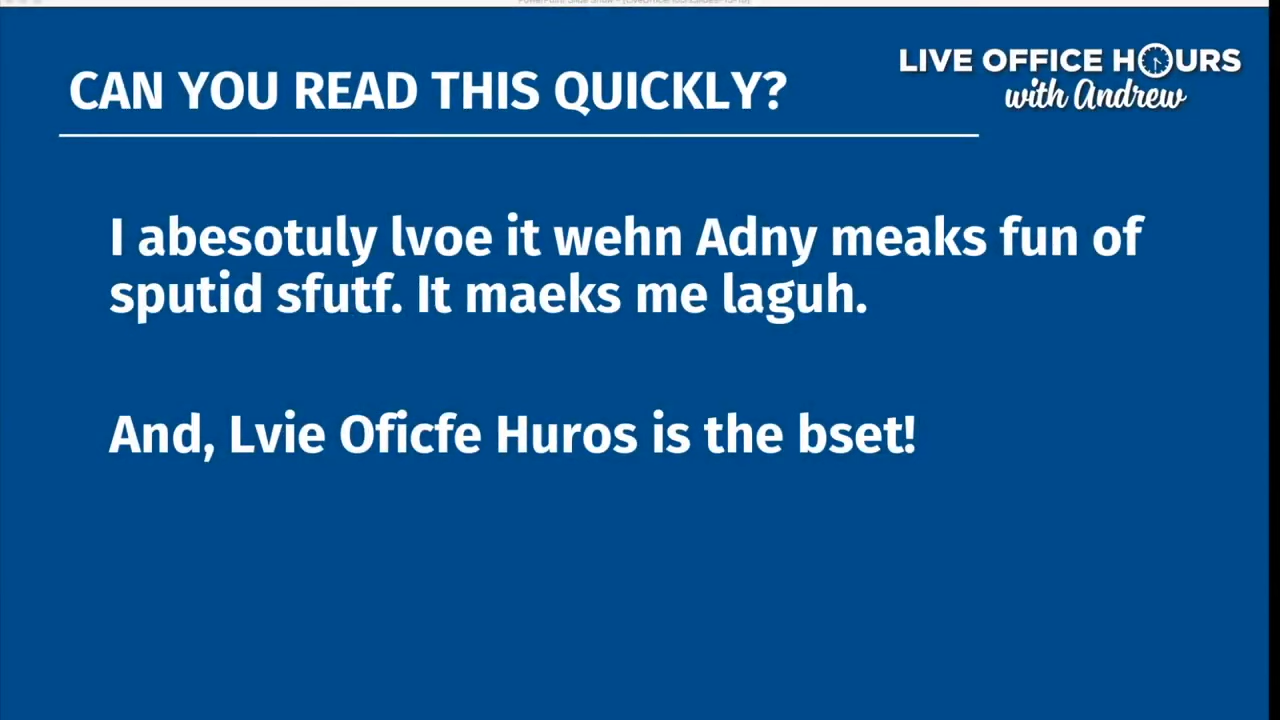 CAN YOU READ THIS QUICKLY?
LIVE OFFICE HOURS
with Andrew
I abesotuly lvoe it wehn Adny meaks fun of
sputid sfutf. It maeks me laguh.
And, Lvie Oficfe Huros is the bset!